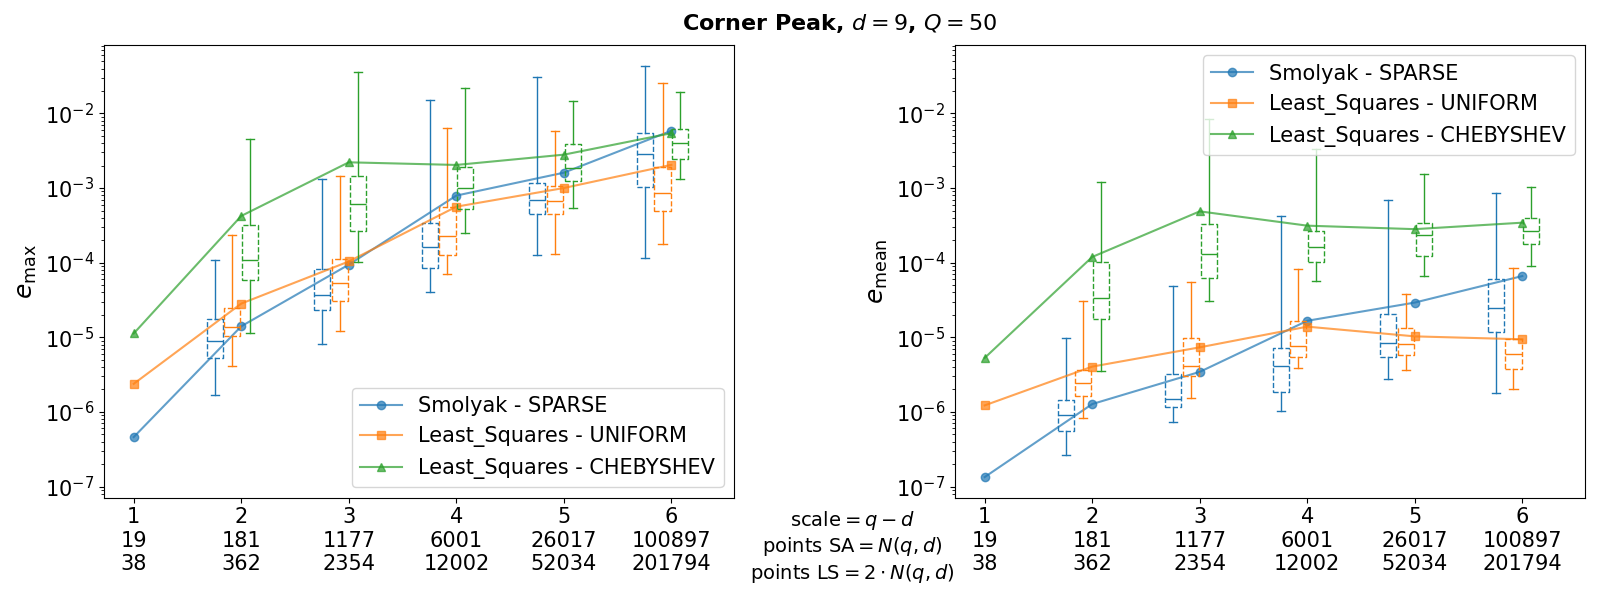 Corner Peak, d = 9, Q = 50
e_max
10⁻²
10⁻³
10⁻⁴
10⁻⁵
10⁻⁶
10⁻⁷
Smolyak - SPARSE
Least_Squares - UNIFORM
Least_Squares - CHEBYSHEV
1 2 3 4 5 6
19 181 1177 6001 26017 100897
38 362 2354 12002 52034 201794
scale = q − d
points SA = N(q, d)
points LS = 2 · N(q, d)
e_mean
10⁻²
10⁻³
10⁻⁴
10⁻⁵
10⁻⁶
10⁻⁷
Smolyak - SPARSE
Least_Squares - UNIFORM
Least_Squares - CHEBYSHEV
1 2 3 4 5 6
19 181 1177 6001 26017 100897
38 362 2354 12002 52034 201794